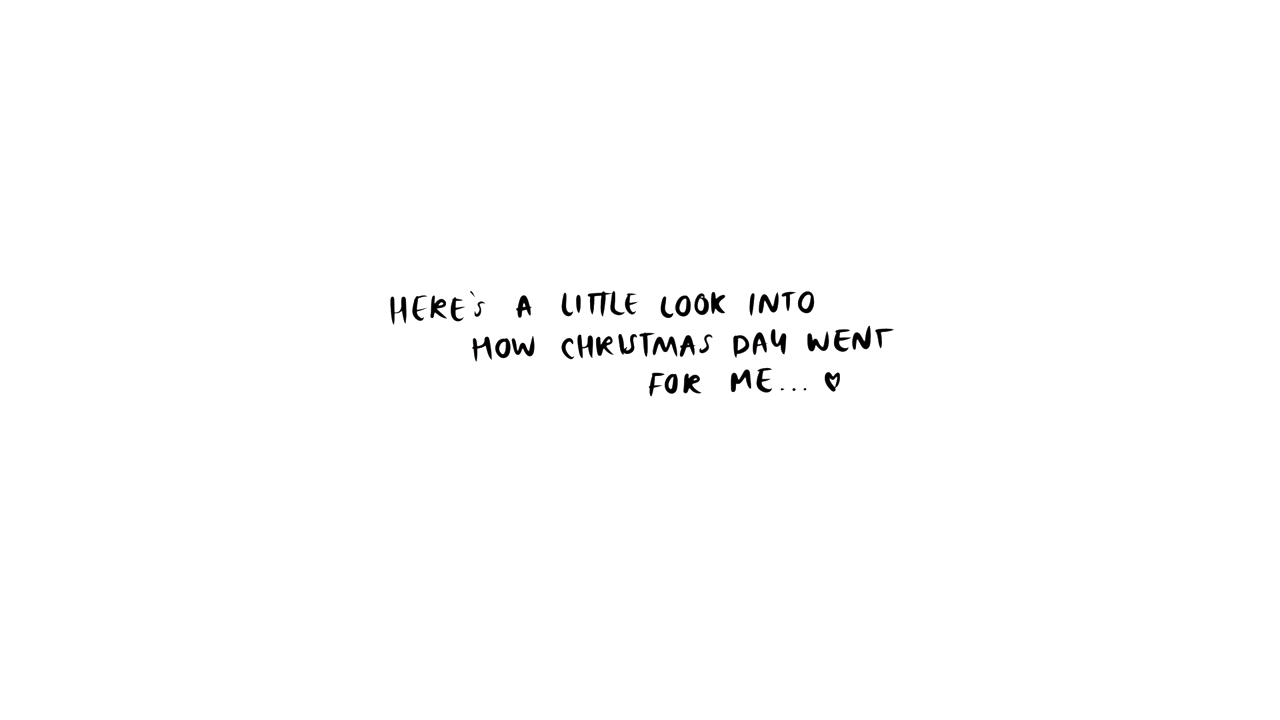 HERE'S A LITTLE LOOK INTO
HOW CHRISTMAS DAY WENT
FOR ME... ♡